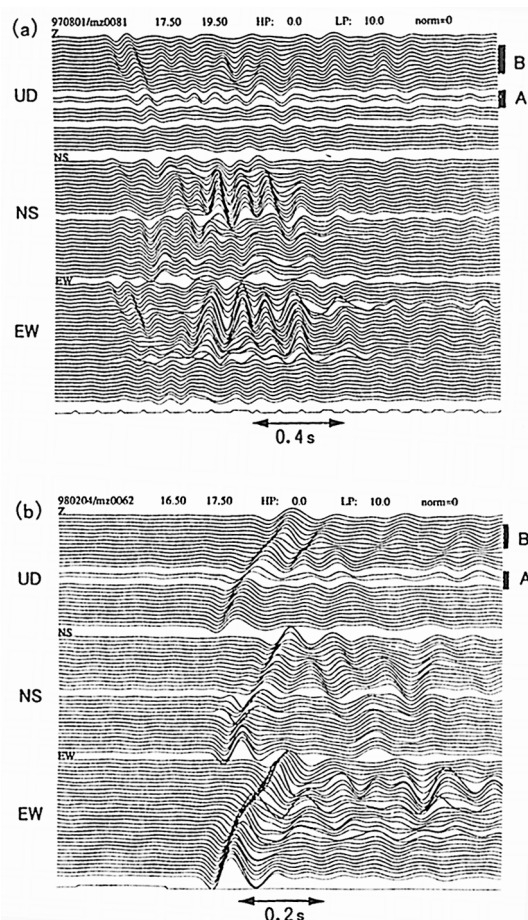 (a)
970801/mz0081 17.50 19.50 HP: 0.0 LP: 10.0 norm=0
Z
B
UD
A
NS
NS
EW
EW
0.4s
(b)
980204/mz0062 16.50 17.50 HP: 0.0 LP: 10.0 norm=0
Z
B
UD
A
NS
NS
EW
EW
0.2s